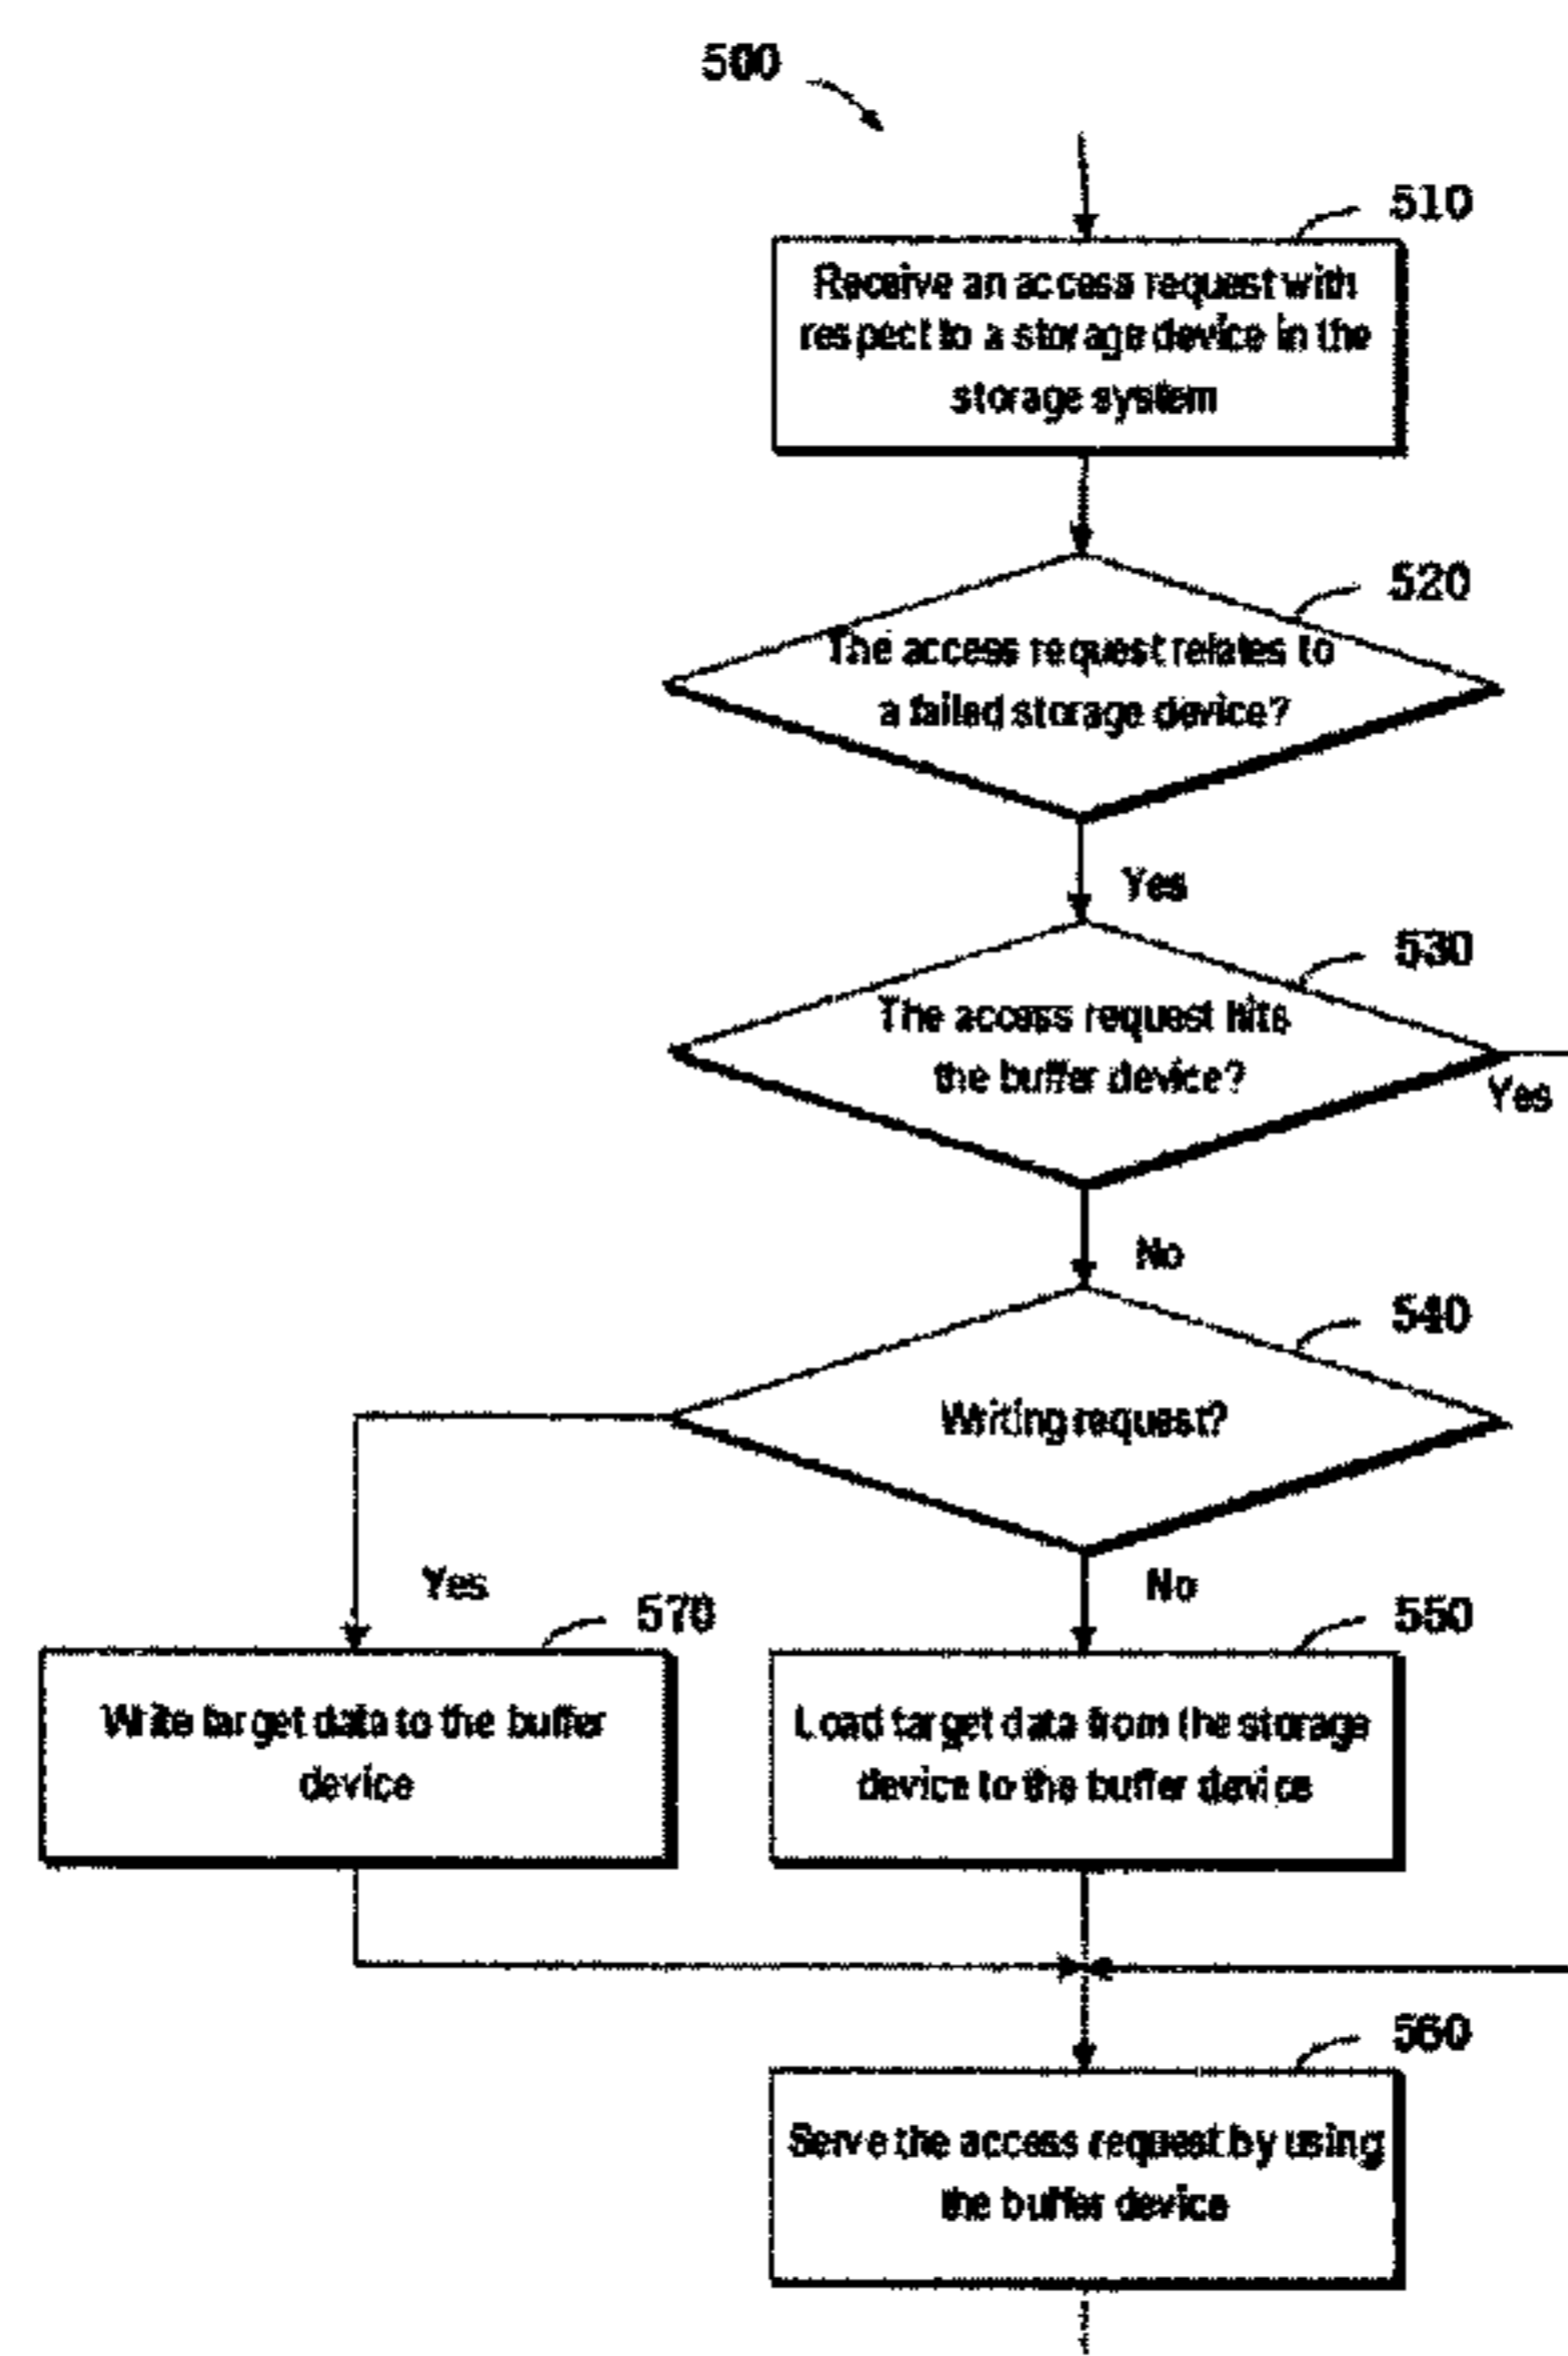 500
510
Receive an access request with
respect to a storage device in the
storage system
520
The access request relates to
a failed storage device?
Yes
530
The access request hits
the buffer device?
Yes
No
540
Writing request?
Yes
No
570
550
Write target data to the buffer
device
Load target data from the storage
device to the buffer device
560
Serve the access request by using
the buffer device